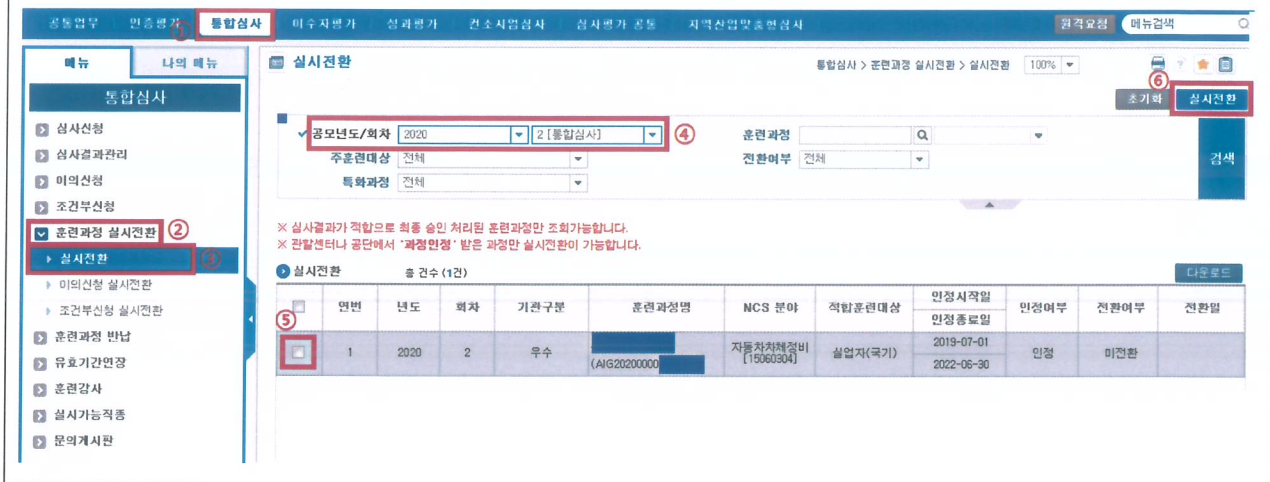 공통업무 인증평가 ① 통합심사 이수자평가 성과평가 컨소사업심사 심사평가 공통 지역산업맞춤형심사 원격요청 메뉴검색
메뉴 나의 메뉴
통합심사
심사신청
심사결과관리
이의신청
조건부신청
훈련과정 실시전환 ②
실시전환 ③
이의신청 실시전환
조건부신청 실시전환
훈련과정 반납
유효기간연장
훈련감사
실시가능직종
문의게시판
실시전환 통합심사 > 훈련과정 실시전환 > 실시전환 100%
⑥
초기화 실시전환
공모년도/회차 2020 2 [통합심사] ④ 훈련과정
주훈련대상 전체 전환여부 전체 검색
특화과정 전체
※ 심사결과가 적합으로 최종 승인 처리된 훈련과정만 조회가능합니다.
※ 관할센터나 공단에서 '과정인정' 받은 과정만 실시전환이 가능합니다.
실시전환 총 건수 (1건) 다운로드
연번 년도 회차 기관구분 훈련과정명 NCS 분야 적합훈련대상 인정시작일 인정종료일 인정여부 전환여부 전환일
⑤
1 2020 2 우수 (AIG20200000 자동차차체정비 [15060304] 실업자(국기) 2019-07-01 2022-06-30 인정 미전환